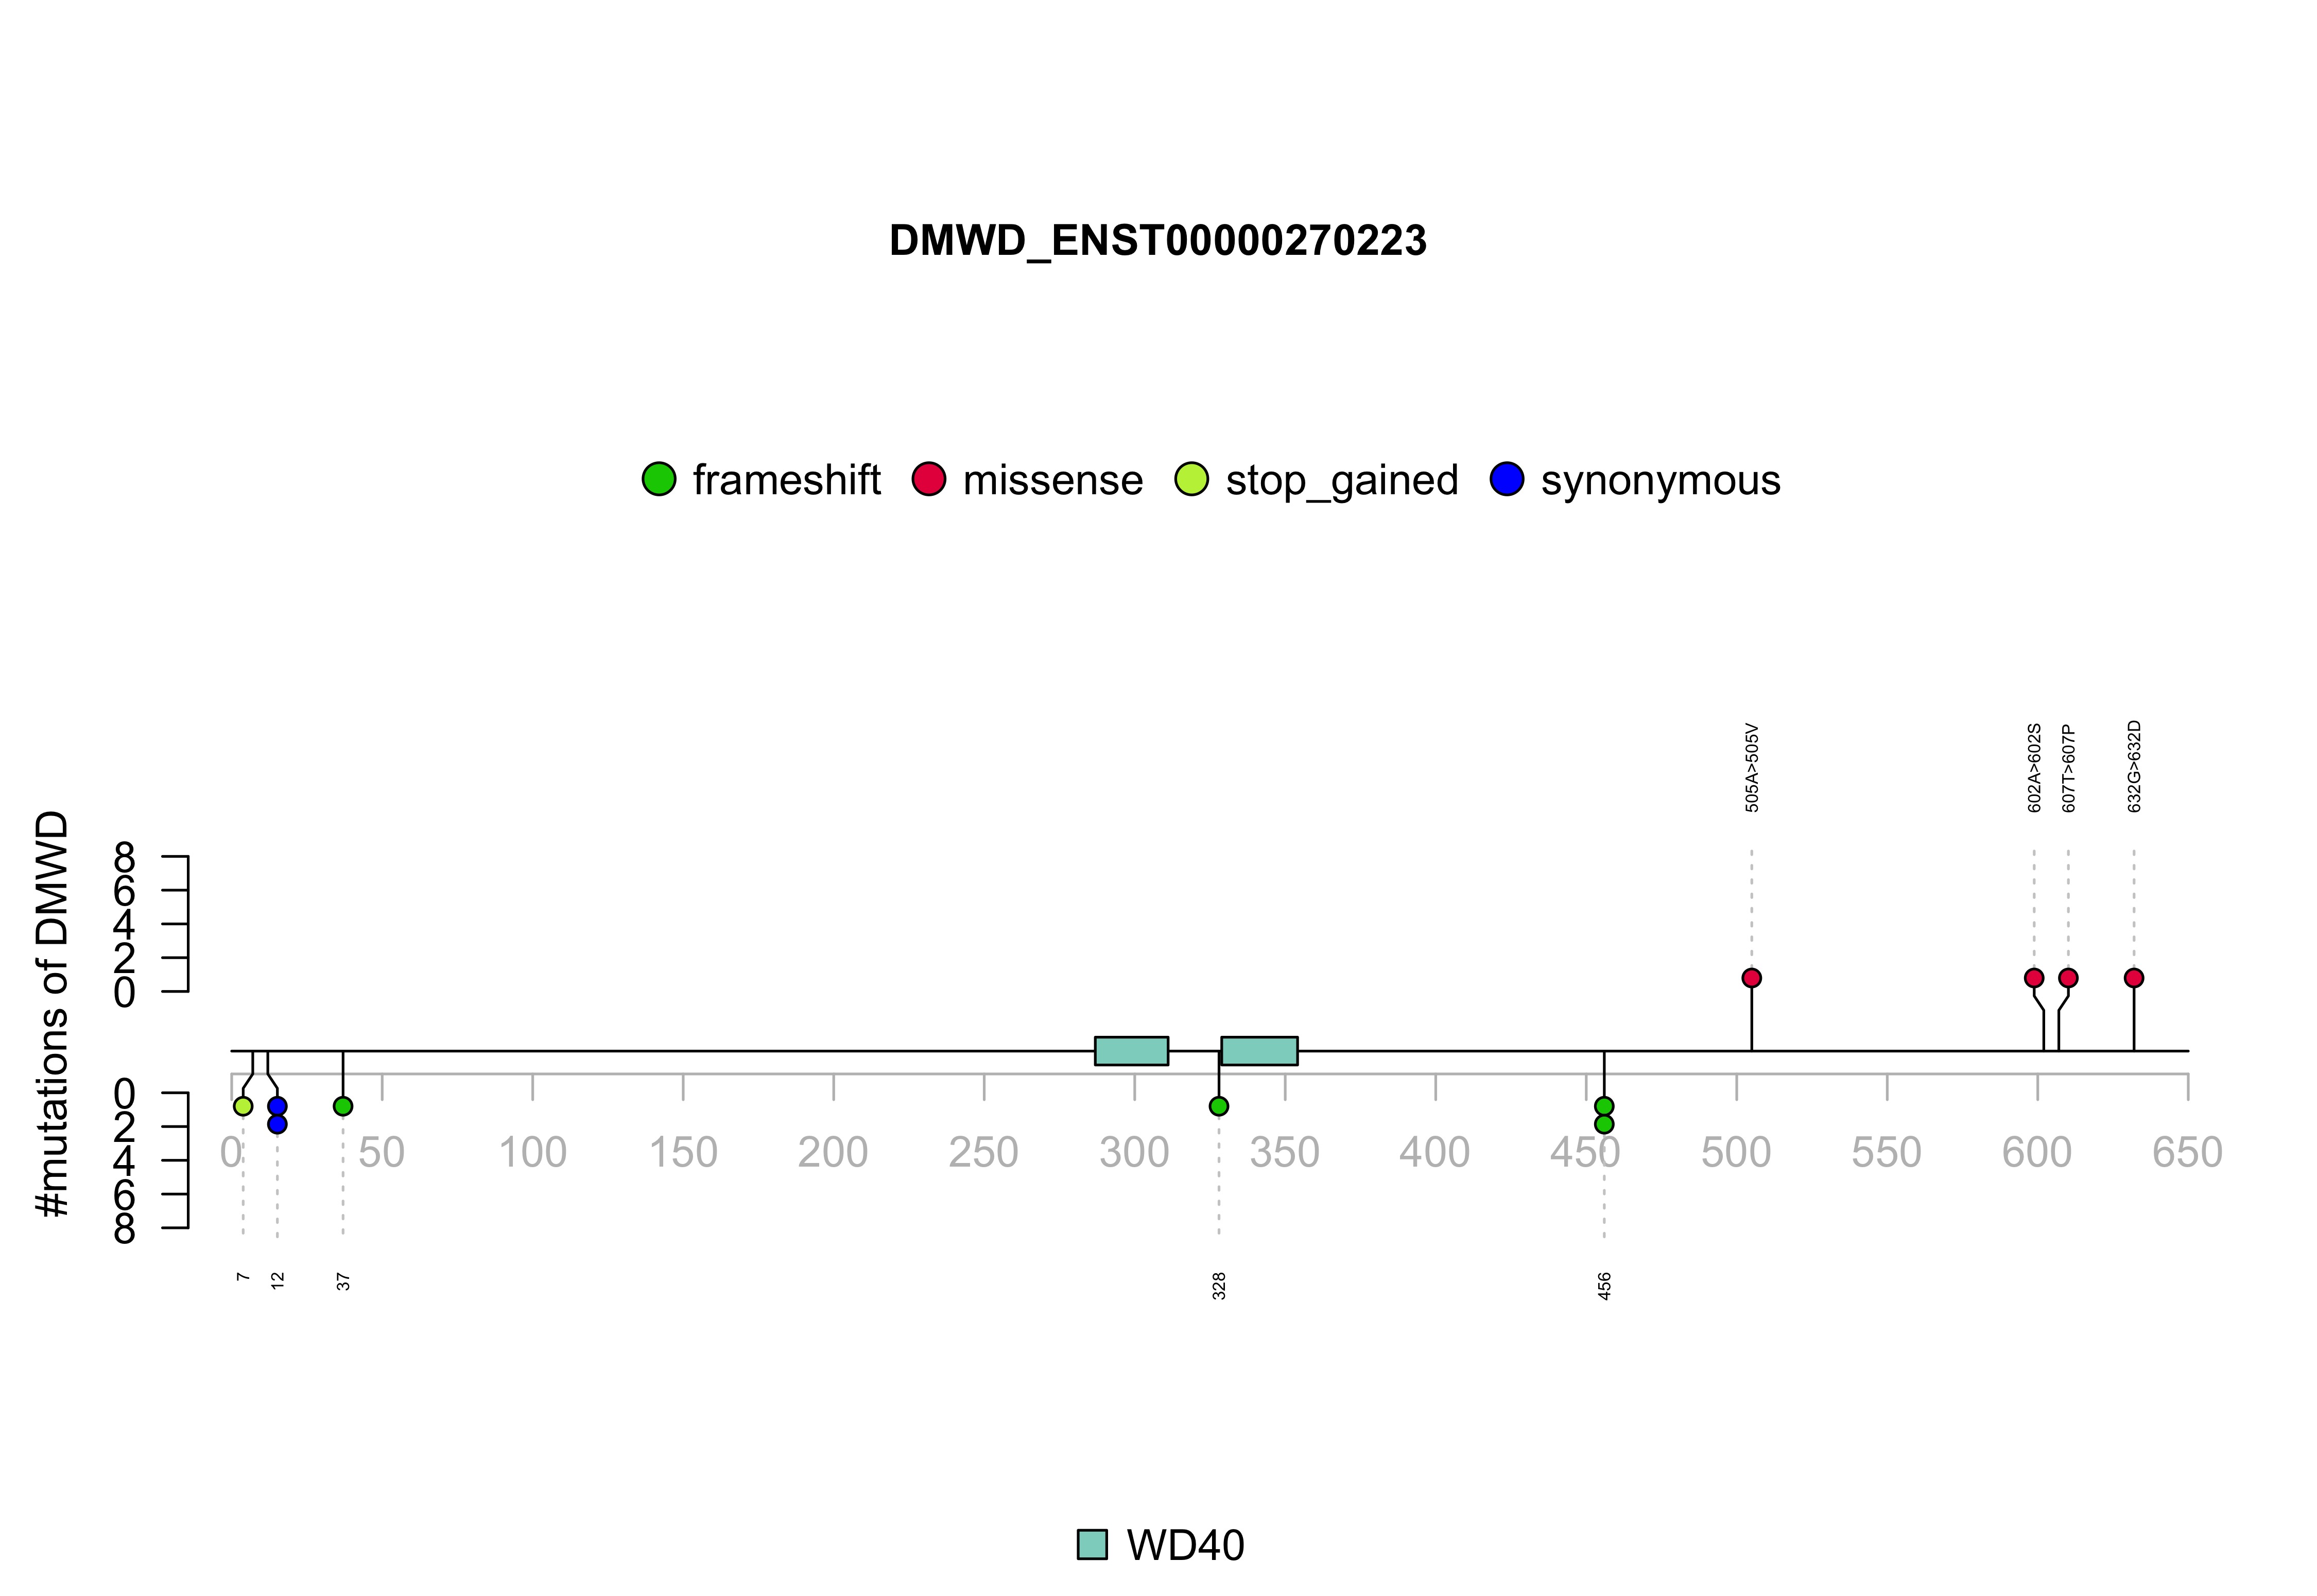 DMWD_ENST00000270223
frameshift missense stop_gained synonymous
505A>505V 602A>602S 607T>607P 632G>632D
#mutations of DMWD
8
6
4
2
0
0
2
4
6
8
0 50 100 150 200 250 300 350 400 450 500 550 600 650
7 12 37 328 456
WD40